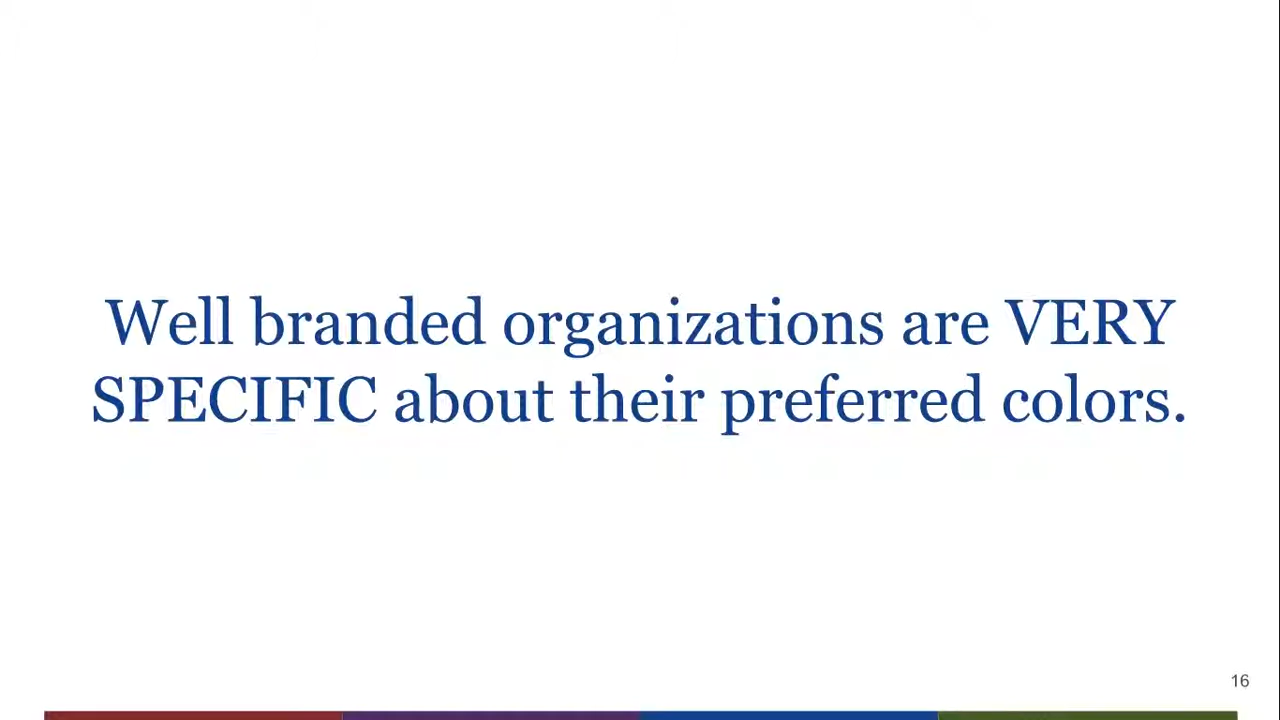 Well branded organizations are VERY
SPECIFIC about their preferred colors.
16